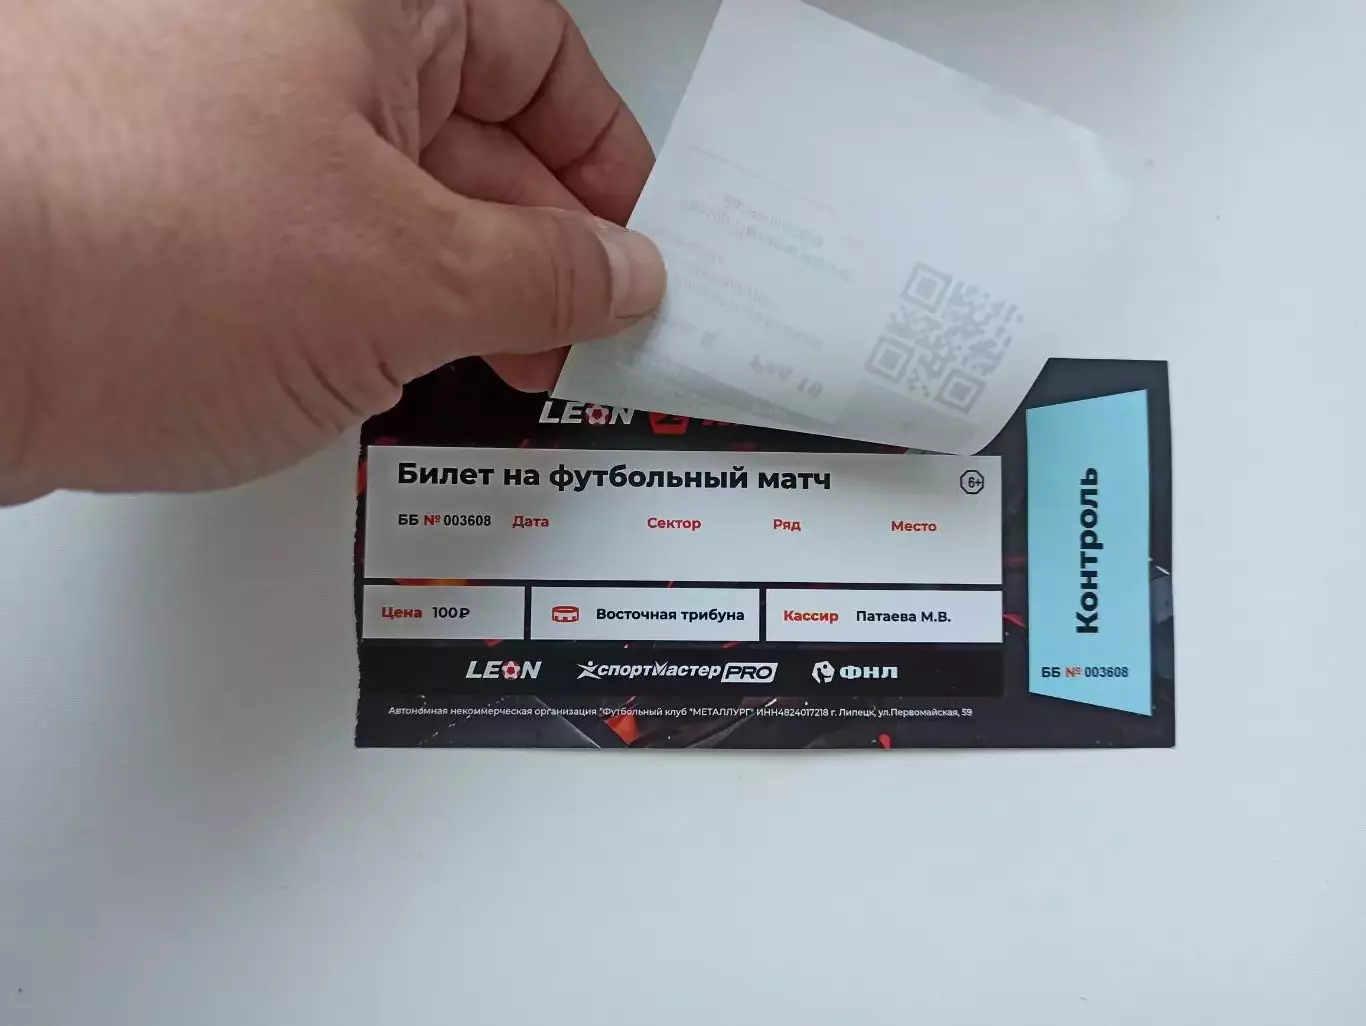 LEON
Билет на футбольный матч
6+
ББ № 003608 Дата Сектор Ряд Место
Цена 100₽ Восточная трибуна Кассир Патаева М.В.
LEON спортмастер PRO ФНЛ
Автономная некоммерческая организация "Футбольный клуб "МЕТАЛЛУРГ" ИНН4824017218 г. Липецк, ул.Первомайская, 59
Контроль
ББ № 003608